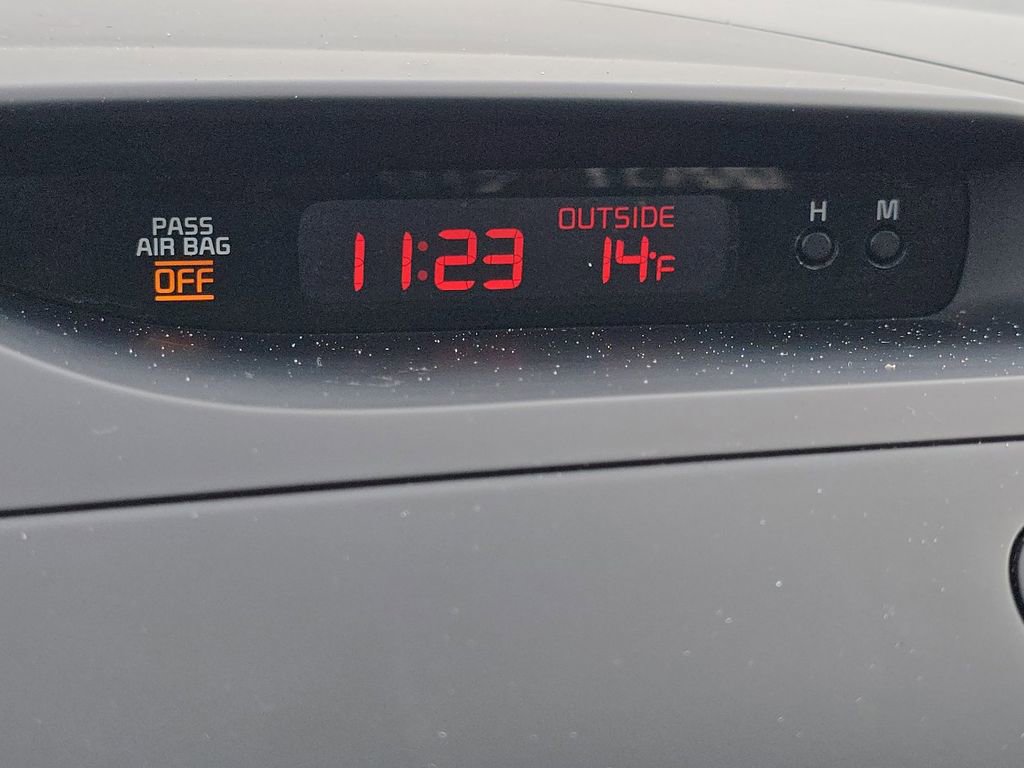 PASS
AIR BAG
OFF
11:23
OUTSIDE
14°F
H M